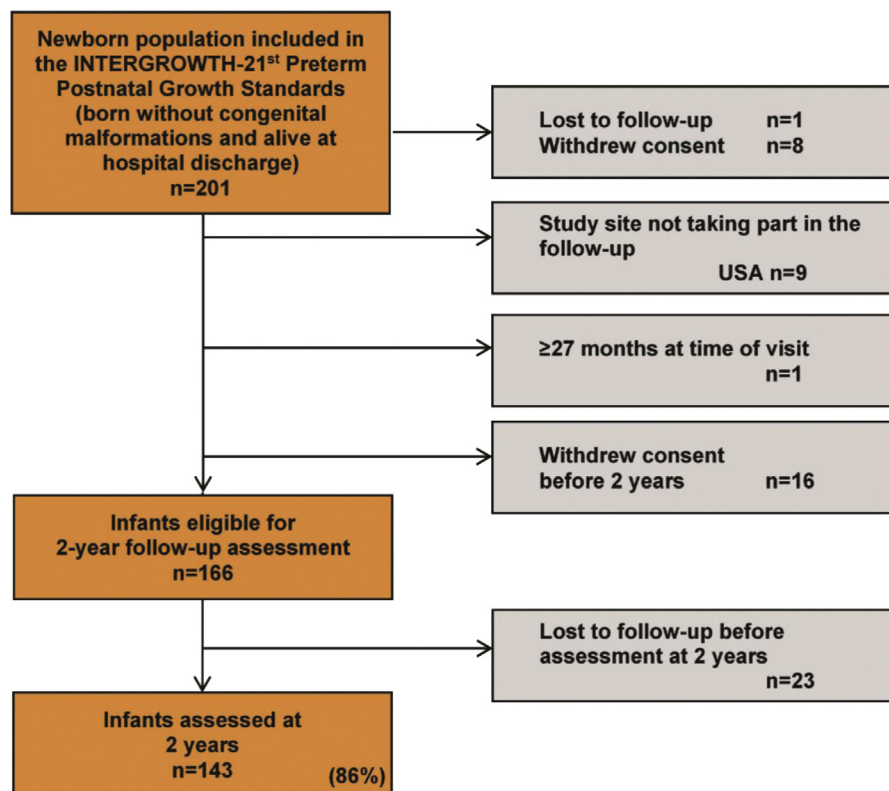 Newborn population included in
the INTERGROWTH-21st Preterm
Postnatal Growth Standards
(born without congenital
malformations and alive at
hospital discharge)
n=201
Lost to follow-up n=1
Withdrew consent n=8
Study site not taking part in the
follow-up
USA n=9
≥27 months at time of visit
n=1
Withdrew consent
before 2 years n=16
Infants eligible for
2-year follow-up assessment
n=166
Lost to follow-up before
assessment at 2 years
n=23
Infants assessed at
2 years
n=143 (86%)